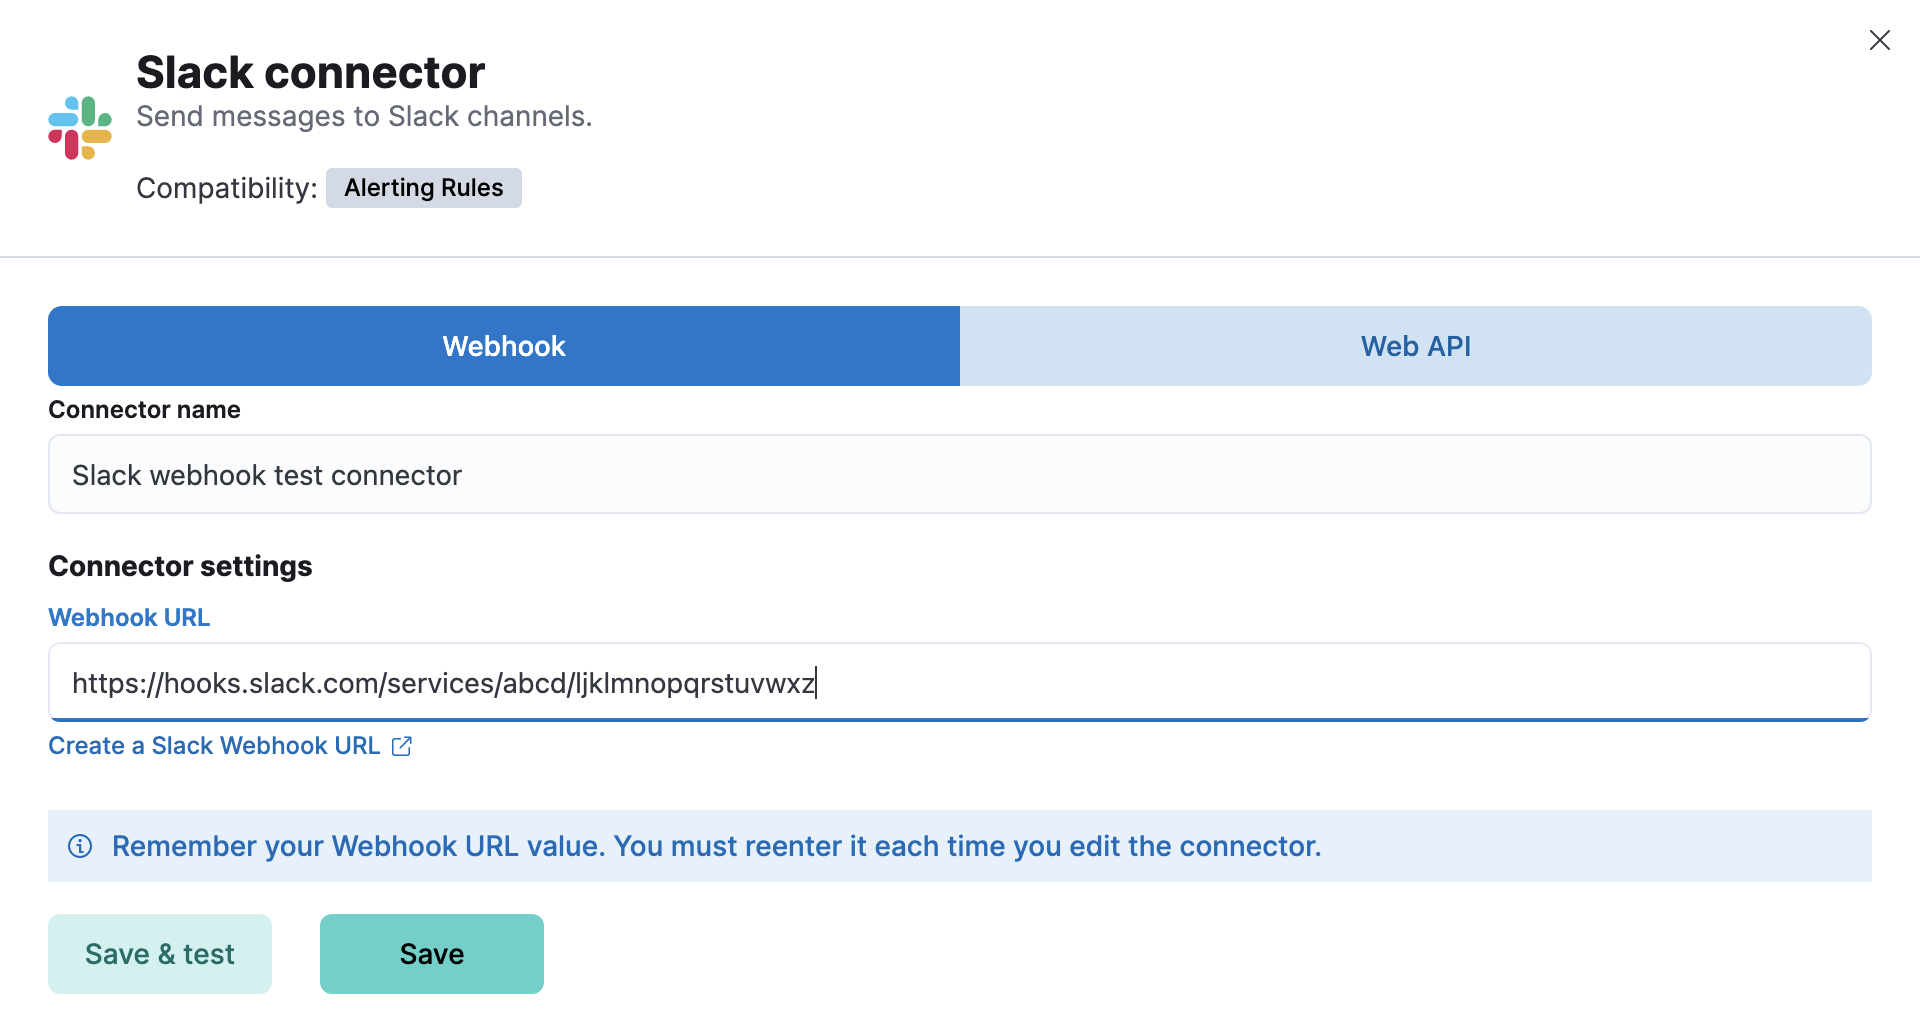 Slack connector
Send messages to Slack channels.
Compatibility: Alerting Rules
Webhook
Web API
Connector name
Slack webhook test connector
Connector settings
Webhook URL
https://hooks.slack.com/services/abcd/ljklmnopqrstuvwxz
Create a Slack Webhook URL
Remember your Webhook URL value. You must reenter it each time you edit the connector.
Save & test
Save